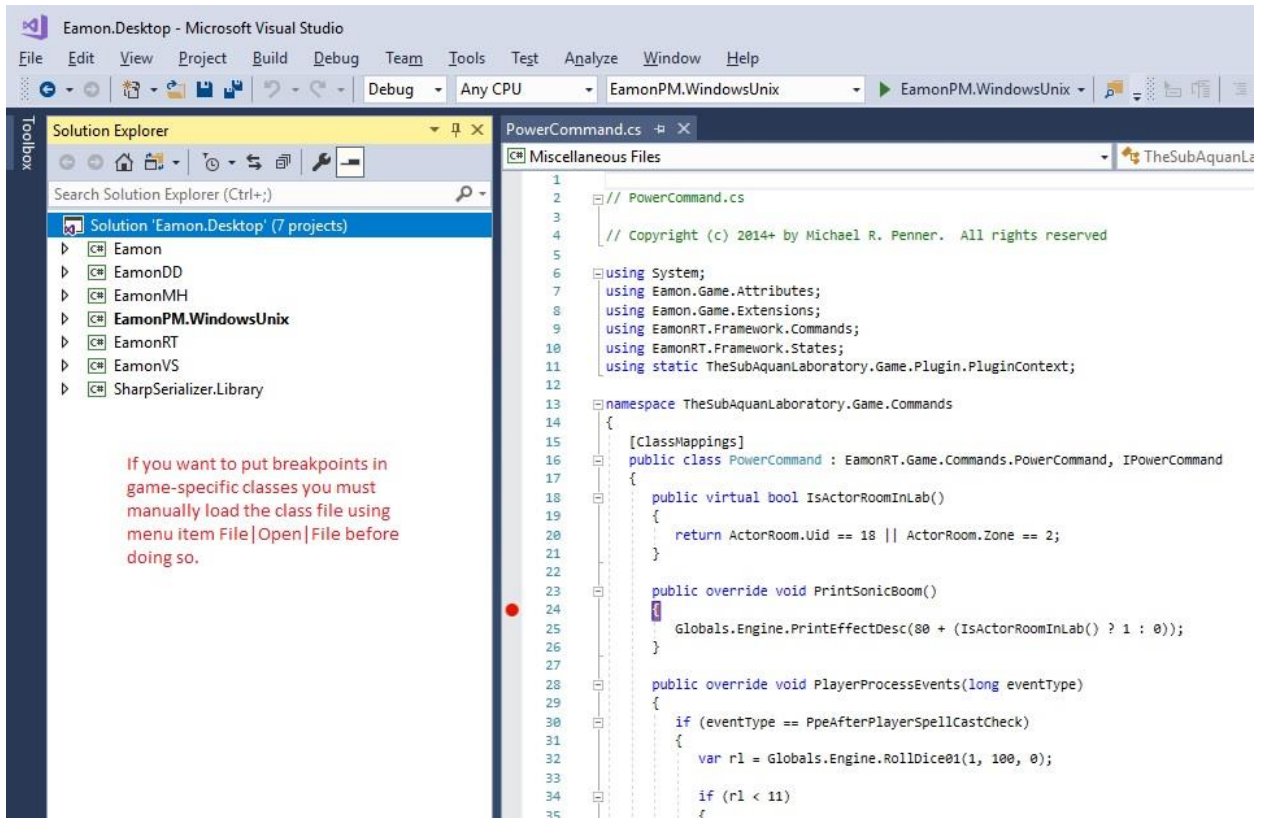 Eamon.Desktop - Microsoft Visual Studio
File Edit View Project Build Debug Team Tools Test Analyze Window Help
Debug Any CPU EamonPM.WindowsUnix EamonPM.WindowsUnix
Toolbox
Solution Explorer
Search Solution Explorer (Ctrl+;)
Solution 'Eamon.Desktop' (7 projects)
C# Eamon
C# EamonDD
C# EamonMH
C# EamonPM.WindowsUnix
C# EamonRT
C# EamonVS
C# SharpSerializer.Library
If you want to put breakpoints in
game-specific classes you must
manually load the class file using
menu item File|Open|File before
doing so.
PowerCommand.cs
C# Miscellaneous Files TheSubAquanLa
1
2 // PowerCommand.cs
3
4 // Copyright (c) 2014+ by Michael R. Penner.  All rights reserved
5
6 using System;
7 using Eamon.Game.Attributes;
8 using Eamon.Game.Extensions;
9 using EamonRT.Framework.Commands;
10 using EamonRT.Framework.States;
11 using static TheSubAquanLaboratory.Game.Plugin.PluginContext;
12
13 namespace TheSubAquanLaboratory.Game.Commands
14 {
15 [ClassMappings]
16 public class PowerCommand : EamonRT.Game.Commands.PowerCommand, IPowerCommand
17 {
18 public virtual bool IsActorRoomInLab()
19 {
20 return ActorRoom.Uid == 18 || ActorRoom.Zone == 2;
21 }
22
23 public override void PrintSonicBoom()
24 {
25 Globals.Engine.PrintEffectDesc(80 + (IsActorRoomInLab() ? 1 : 0));
26 }
27
28 public override void PlayerProcessEvents(long eventType)
29 {
30 if (eventType == PpeAfterPlayerSpellCastCheck)
31 {
32 var rl = Globals.Engine.RollDice01(1, 100, 0);
33
34 if (rl < 11)
35 {